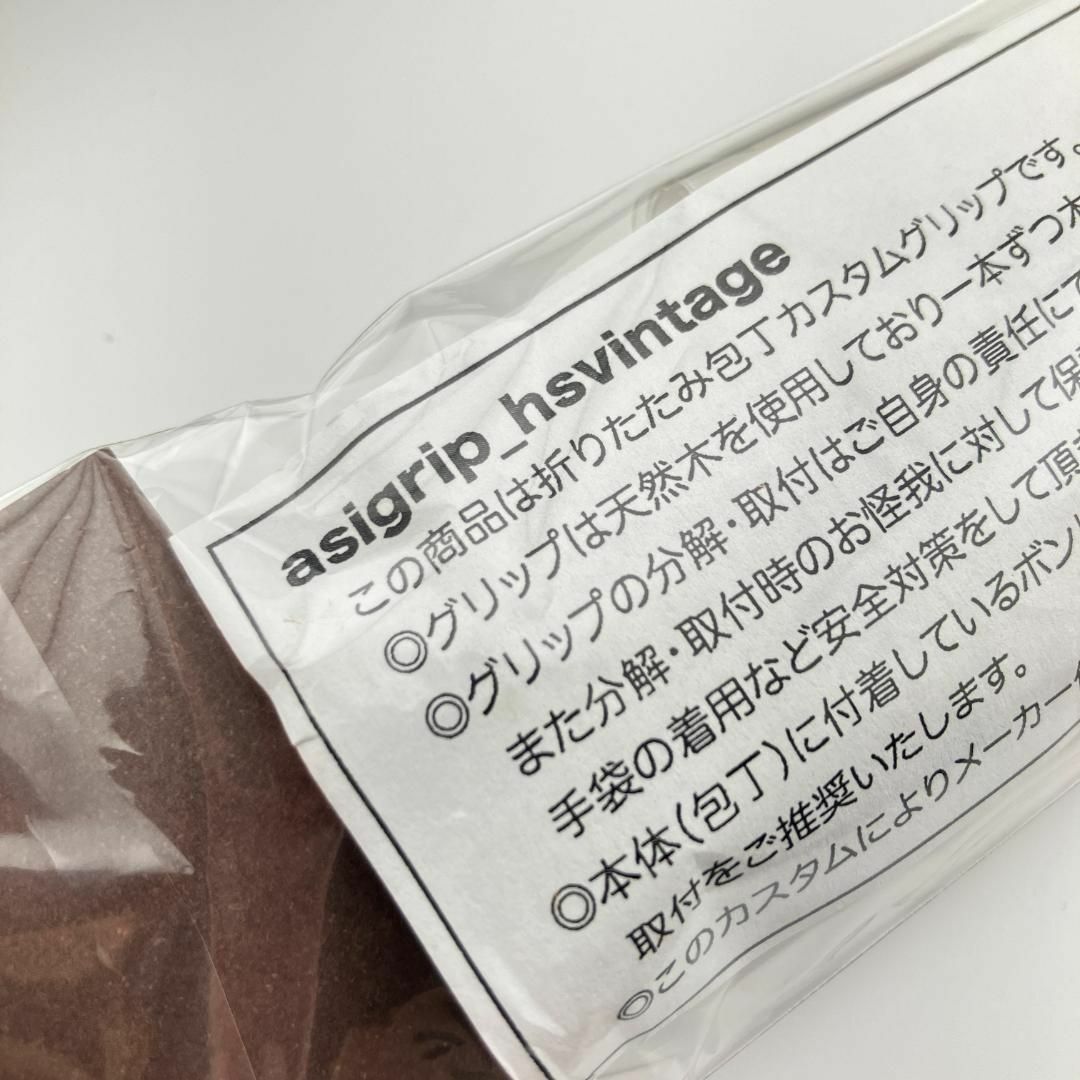 asigrip_hsvintage
この商品は折りたたみ包丁カスタムグリップです。
◎グリップは天然木を使用しており一本ずつ木
◎グリップの分解・取付はご自身の責任にて
また分解・取付時のお怪我に対して保
手袋の着用など安全対策をして頂
◎本体(包丁)に付着しているボン
取付をご推奨いたします。
◎このカスタムによりメーカー